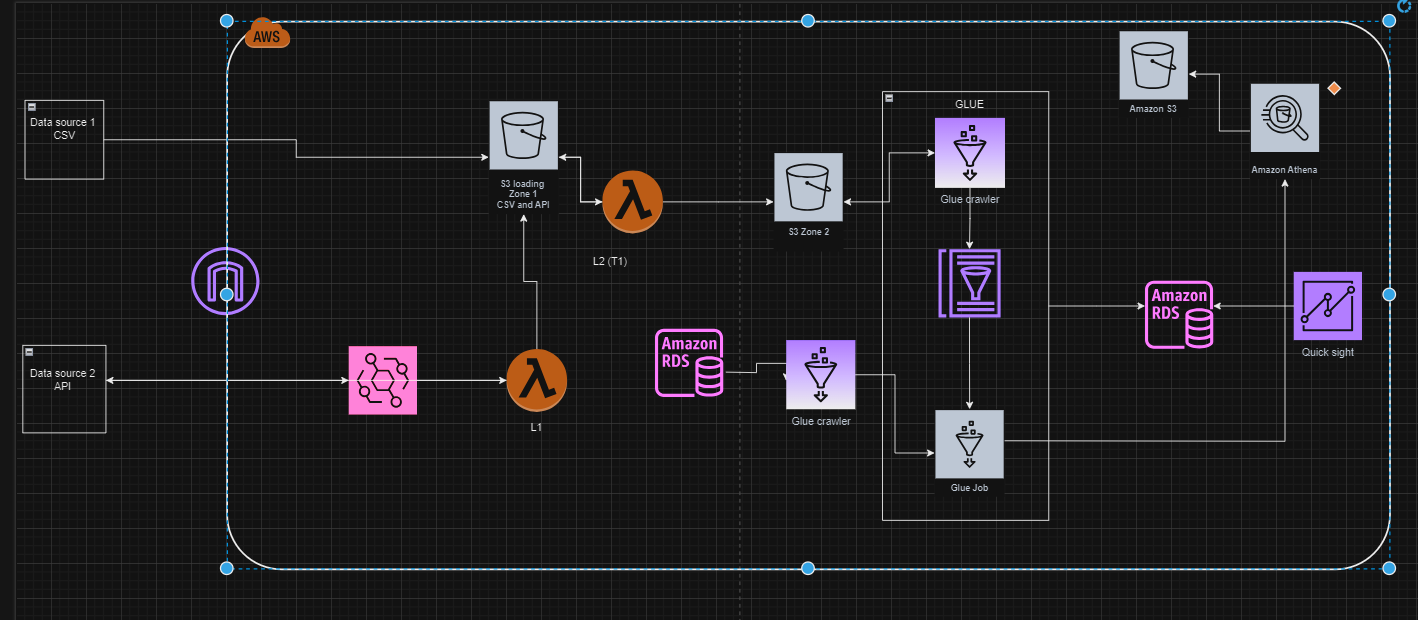 AWS
Data source 1
CSV
S3 loading
Zone 1
CSV and API
L2 (T1)
S3 Zone 2
GLUE
Glue crawler
Amazon S3
Amazon Athena
Data source 2
API
L1
Amazon
RDS
Glue crawler
Glue Job
Amazon
RDS
Quick sight